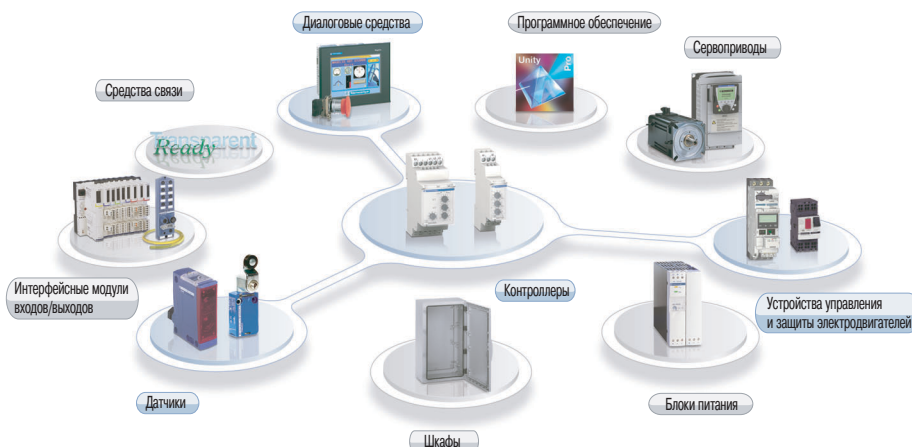 Диалоговые средства
Программное обеспечение
Сервоприводы
Средства связи
Unity
Pro
Transparent
Ready
Интерфейсные модули
входов/выходов
Контроллеры
Устройства управления
и защиты электродвигателей
Датчики
Блоки питания
Шкафы